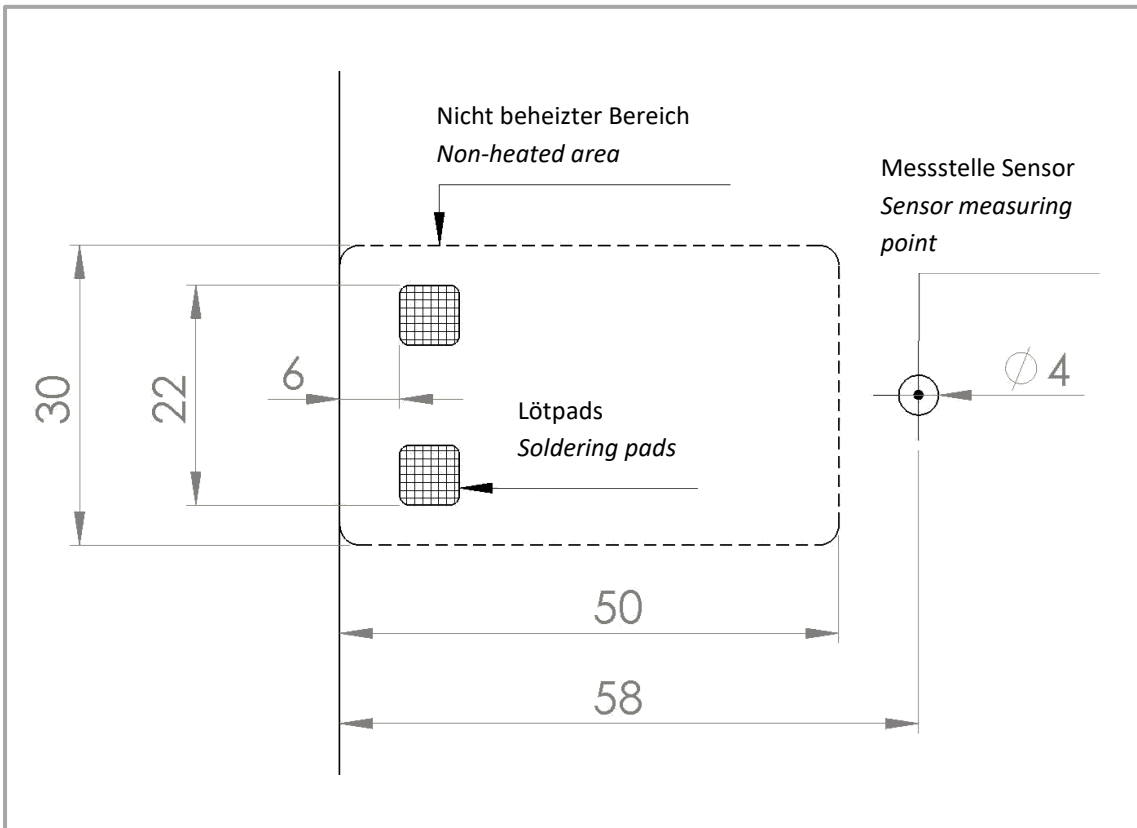 Nicht beheizter Bereich
Non-heated area
Messstelle Sensor
Sensor measuring
point
30
22
6
∅ 4
Lötpads
Soldering pads
50
58